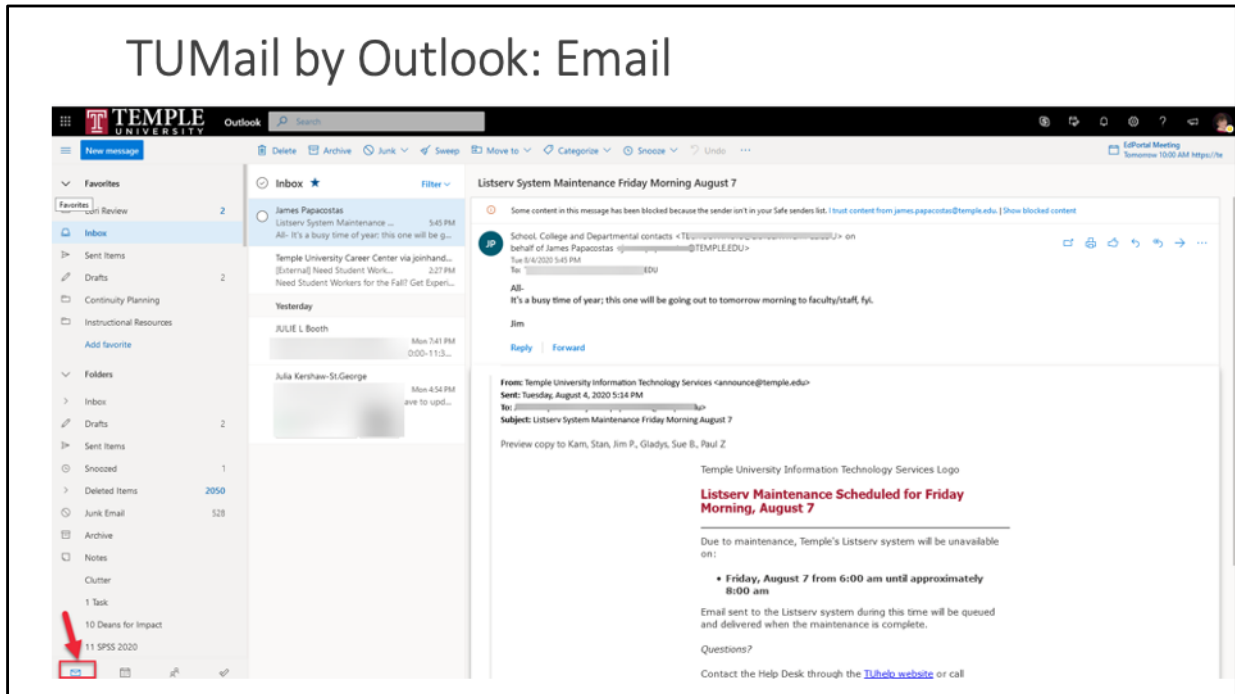 TUMail by Outlook: Email
TEMPLE
UNIVERSITY
Outlook
Search
New message
Delete Archive Junk Sweep Move to Categorize Snooze Undo ...
EdPortal Meeting
Tomorrow 10:00 AM https://te
Favorites
Favorites
Review 2
Inbox
Sent Items
Drafts 2
Continuity Planning
Instructional Resources
Add favorite
Folders
Inbox
Drafts 2
Sent Items
Snoozed 1
Deleted Items 2050
Junk Email 528
Archive
Notes
Clutter
1 Task
10 Deans for Impact
11 SPSS 2020
Inbox ★ Filter
James Papacostas
Listserv System Maintenance ... 5:45 PM
All- It's a busy time of year; this one will be g...
Temple University Career Center via joinhand...
[External] Need Student Work... 2:27 PM
Need Student Workers for the Fall? Get Experi...
Yesterday
JULIE L Booth
Mon 7:41 PM
0:00-11:3...
Julia Kershaw-St.George
Mon 4:54 PM
ave to upd...
Listserv System Maintenance Friday Morning August 7
Some content in this message has been blocked because the sender isn't in your Safe senders list. I trust content from james.papacostas@temple.edu. | Show blocked content
JP
School, College and Departmental contacts <T on
behalf of James Papacostas < @TEMPLE.EDU>
Tue 8/4/2020 5:45 PM
To: EDU
All-
It's a busy time of year; this one will be going out to tomorrow morning to faculty/staff, fyi.
Jim
Reply Forward
From: Temple University Information Technology Services <announce@temple.edu>
Sent: Tuesday, August 4, 2020 5:14 PM
To:
Subject: Listserv System Maintenance Friday Morning August 7
Preview copy to Kam, Stan, Jim P., Gladys, Sue B., Paul Z
Temple University Information Technology Services Logo
Listserv Maintenance Scheduled for Friday
Morning, August 7
Due to maintenance, Temple's Listserv system will be unavailable
on:
• Friday, August 7 from 6:00 am until approximately
8:00 am
Email sent to the Listserv system during this time will be queued
and delivered when the maintenance is complete.
Questions?
Contact the Help Desk through the TUhelp website or call